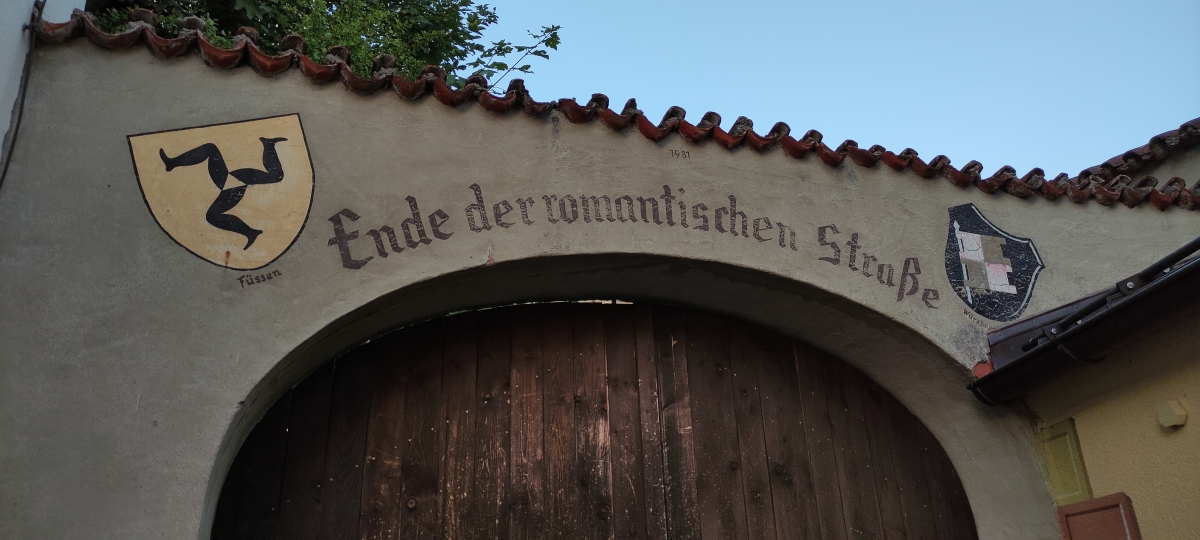 1981
Ende der romantischen Straße
Füssen